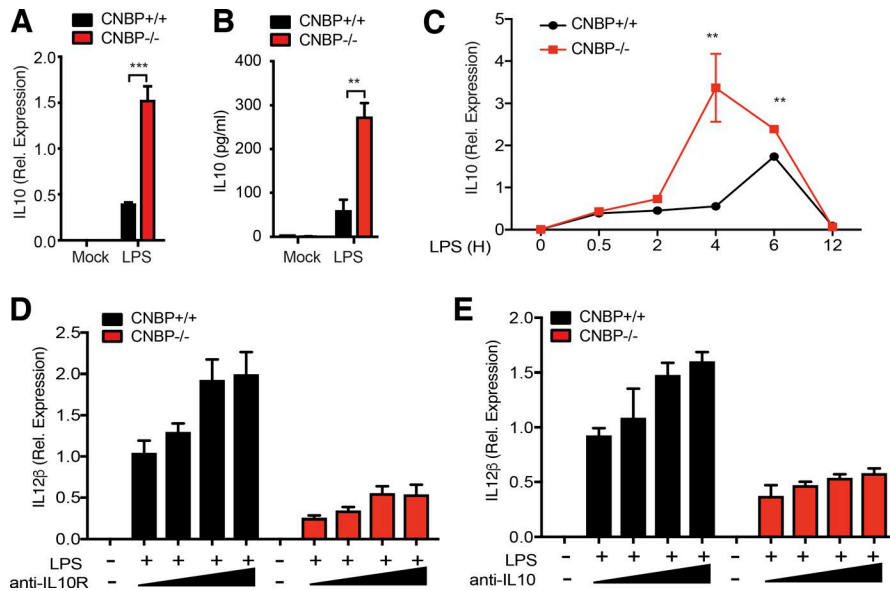 A
CNBP+/+
CNBP-/-
IL10 (Rel. Expression)
2.0
1.5
1.0
0.5
0.0
***
Mock LPS
B
CNBP+/+
CNBP-/-
IL10 (pg/ml)
400
300
200
100
0
**
Mock LPS
C
CNBP+/+
CNBP-/-
IL10 (Rel. Expression)
5
4
3
2
1
0
**
**
LPS (H) 0 0.5 2 4 6 12
D
CNBP+/+
CNBP-/-
IL12β (Rel. Expression)
2.5
2.0
1.5
1.0
0.5
0.0
LPS - + + + + - + + + +
anti-IL10R - -
E
CNBP+/+
CNBP-/-
IL12β (Rel. Expression)
2.0
1.5
1.0
0.5
0.0
LPS - + + + + - + + + +
anti-IL10 - -